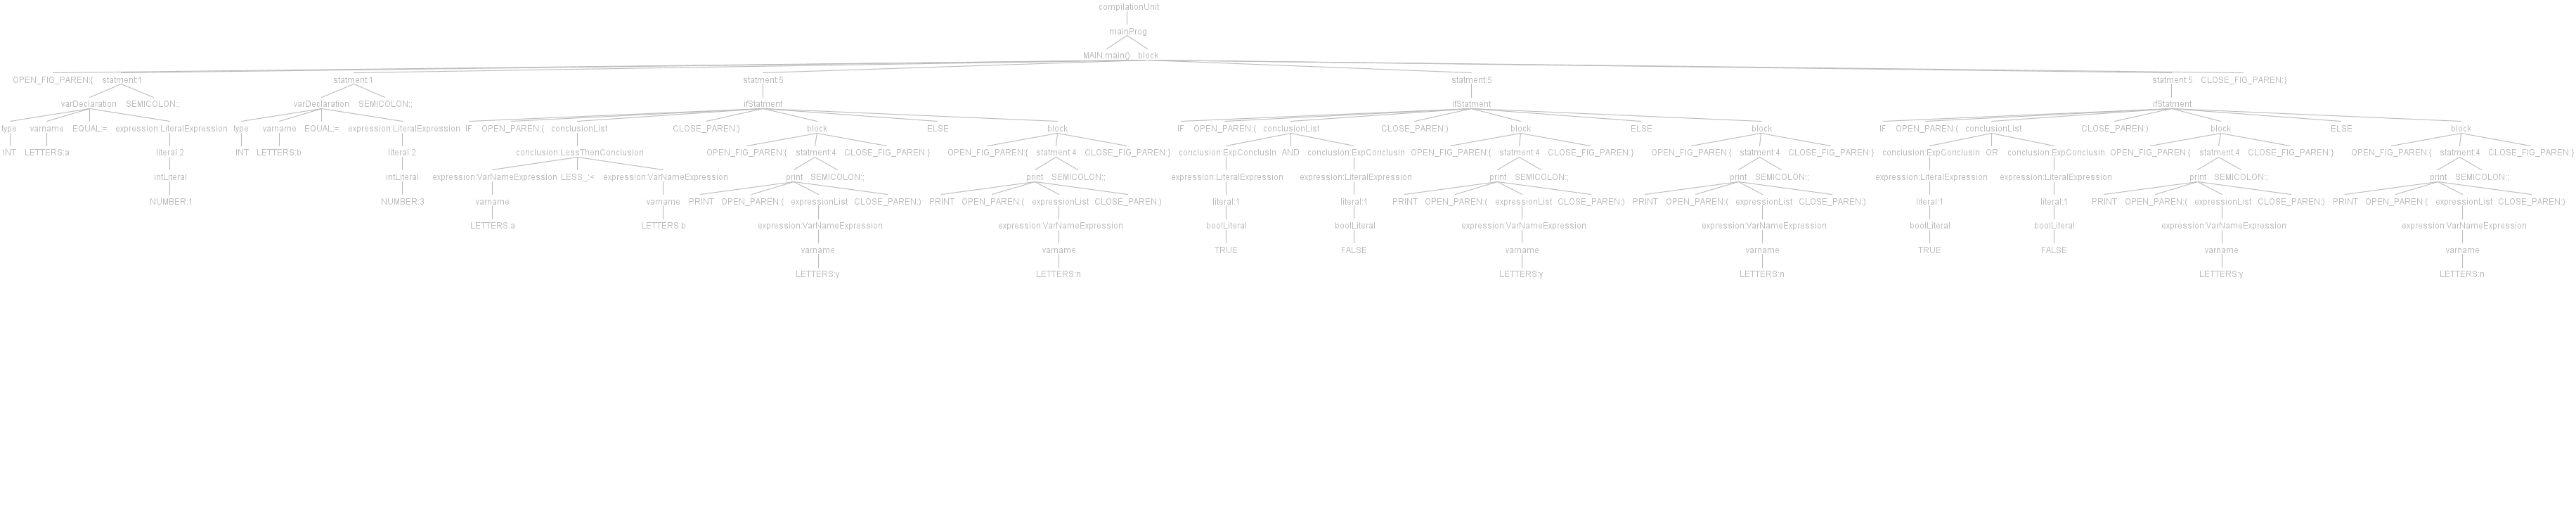 compilationUnit
mainProg
MAIN:main() block
OPEN_FIG_PAREN:{ statment:1 statment:1 statment:5 statment:5 statment:5 CLOSE_FIG_PAREN:}
varDeclaration SEMICOLON:; varDeclaration SEMICOLON:; ifStatment ifStatment ifStatment
type varname EQUAL:= expression:LiteralExpression type varname EQUAL:= expression:LiteralExpression IF OPEN_PAREN:( conclusionList CLOSE_PAREN:) block ELSE block IF OPEN_PAREN:( conclusionList CLOSE_PAREN:) block ELSE block IF OPEN_PAREN:( conclusionList CLOSE_PAREN:) block ELSE block
INT LETTERS:a literal:2 INT LETTERS:b literal:2 conclusion:LessThenConclusion OPEN_FIG_PAREN:{ statment:4 CLOSE_FIG_PAREN:} OPEN_FIG_PAREN:{ statment:4 CLOSE_FIG_PAREN:} conclusion:ExpConclusin AND conclusion:ExpConclusin OPEN_FIG_PAREN:{ statment:4 CLOSE_FIG_PAREN:} OPEN_FIG_PAREN:{ statment:4 CLOSE_FIG_PAREN:} conclusion:ExpConclusin OR conclusion:ExpConclusin OPEN_FIG_PAREN:{ statment:4 CLOSE_FIG_PAREN:} OPEN_FIG_PAREN:{ statment:4 CLOSE_FIG_PAREN:}
intLiteral intLiteral expression:VarNameExpression LESS_:< expression:VarNameExpression print SEMICOLON:; print SEMICOLON:; expression:LiteralExpression expression:LiteralExpression print SEMICOLON:; print SEMICOLON:; expression:LiteralExpression expression:LiteralExpression print SEMICOLON:; print SEMICOLON:;
NUMBER:1 NUMBER:3 varname varname PRINT OPEN_PAREN:( expressionList CLOSE_PAREN:) PRINT OPEN_PAREN:( expressionList CLOSE_PAREN:) literal:1 literal:1 PRINT OPEN_PAREN:( expressionList CLOSE_PAREN:) PRINT OPEN_PAREN:( expressionList CLOSE_PAREN:) literal:1 literal:1 PRINT OPEN_PAREN:( expressionList CLOSE_PAREN:) PRINT OPEN_PAREN:( expressionList CLOSE_PAREN:)
LETTERS:a LETTERS:b expression:VarNameExpression expression:VarNameExpression boolLiteral boolLiteral expression:VarNameExpression expression:VarNameExpression boolLiteral boolLiteral expression:VarNameExpression expression:VarNameExpression
varname varname TRUE FALSE varname varname TRUE FALSE varname varname
LETTERS:y LETTERS:n LETTERS:y LETTERS:n LETTERS:y LETTERS:n